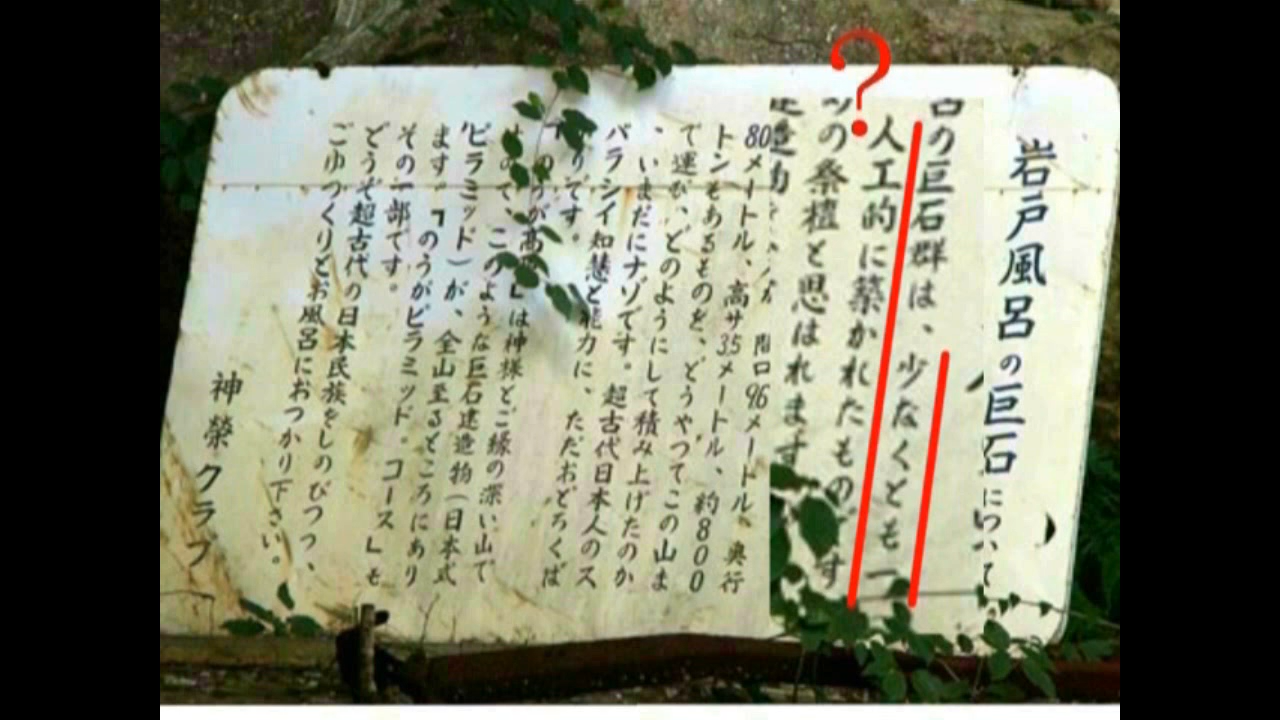 ?
岩戸風呂の巨石について
の巨石群は、少なくとも一
人工的に築かれたもので
の祭壇と思はれます
80メートル、高サ35メートル、奥行
トンもあるものを、どうやってこの山ま
で運び、どのようにして積み上げたのか
、いまだにナゾです。超古代日本人のス
バラシイ知慧と能力に、ただおどろくば
りです。
は神様とご縁の深い山で
て、このような巨石建造物(日本式
ピラミッド)が、全山至るところにあり
ます。『のうがピラミッド。コース』も
その一部です。
どうぞ超古代の日本民族をしのびつつ、
ごゆっくりとお風呂におつかり下さい。
神榮クラブ